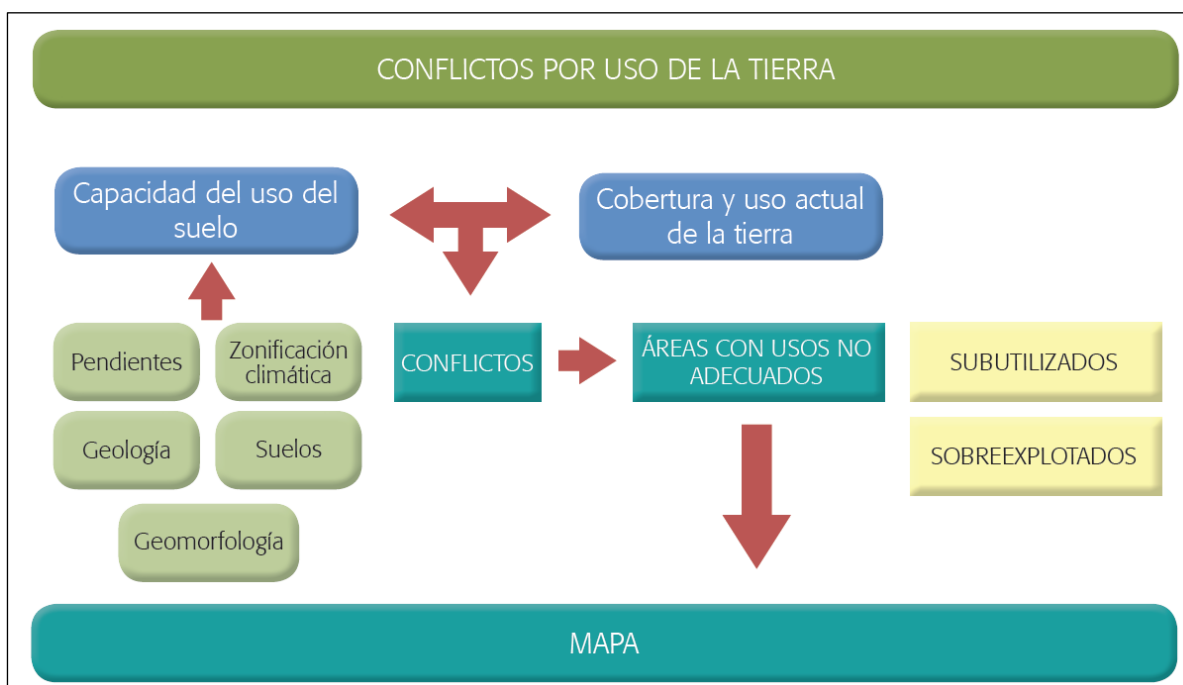 CONFLICTOS POR USO DE LA TIERRA
Capacidad del uso del
suelo
Cobertura y uso actual
de la tierra
Pendientes
Zonificación
climática
Geología
Suelos
Geomorfología
CONFLICTOS
ÁREAS CON USOS NO
ADECUADOS
SUBUTILIZADOS
SOBREEXPLOTADOS
MAPA